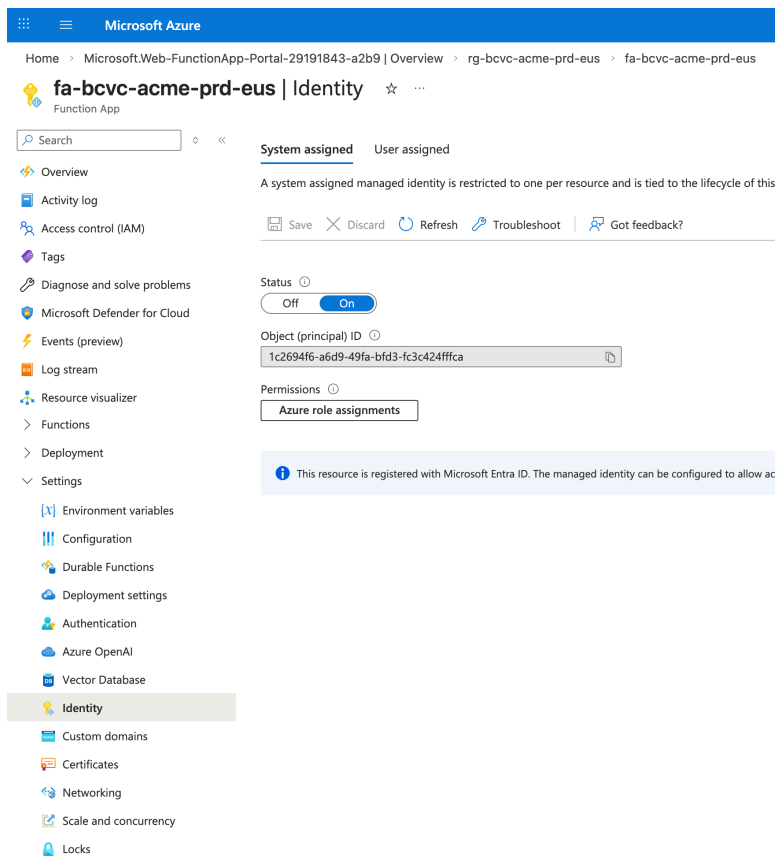 Microsoft Azure
Home > Microsoft.Web-FunctionApp-Portal-29191843-a2b9 | Overview > rg-bcvc-acme-prd-eus > fa-bcvc-acme-prd-eus
fa-bcvc-acme-prd-eus | Identity
Function App
Search
Overview
Activity log
Access control (IAM)
Tags
Diagnose and solve problems
Microsoft Defender for Cloud
Events (preview)
Log stream
Resource visualizer
Functions
Deployment
Settings
Environment variables
Configuration
Durable Functions
Deployment settings
Authentication
Azure OpenAI
Vector Database
Identity
Custom domains
Certificates
Networking
Scale and concurrency
Locks
System assigned User assigned
A system assigned managed identity is restricted to one per resource and is tied to the lifecycle of this
Save Discard Refresh Troubleshoot Got feedback?
Status
Off On
Object (principal) ID
1c2694f6-a6d9-49fa-bfd3-fc3c424fffca
Permissions
Azure role assignments
This resource is registered with Microsoft Entra ID. The managed identity can be configured to allow ac